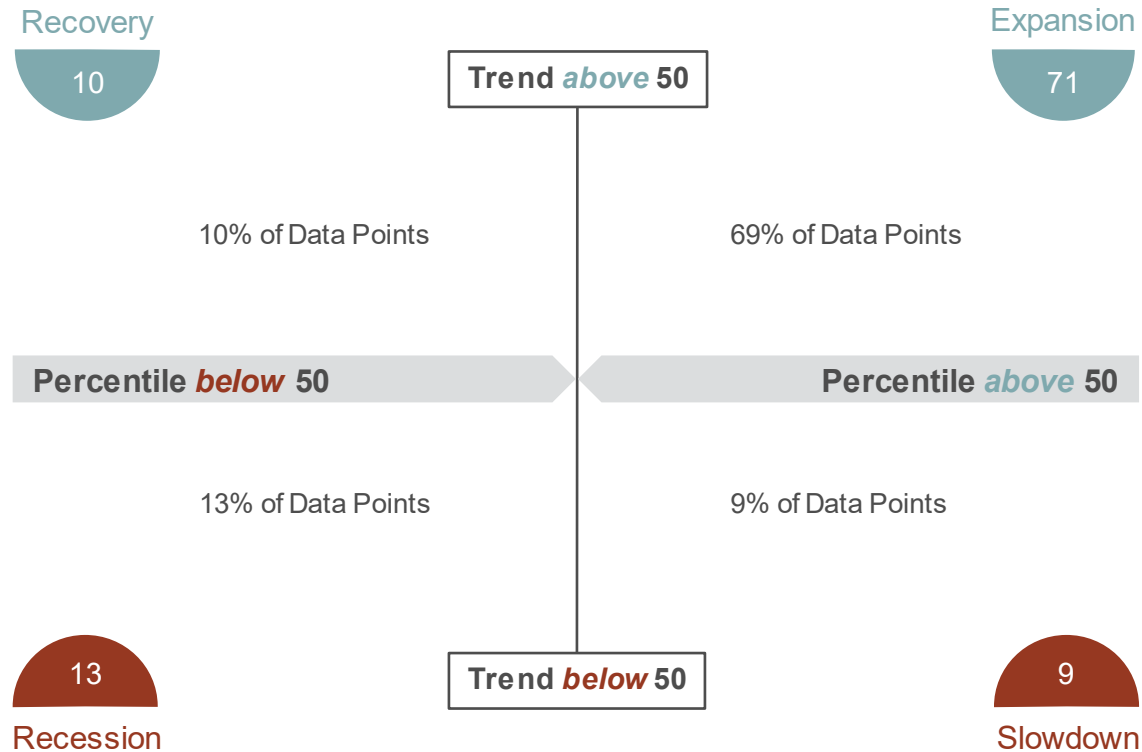 Recovery
Expansion
10
Trend above 50
71
10% of Data Points
69% of Data Points
Percentile below 50
Percentile above 50
13% of Data Points
9% of Data Points
13
Trend below 50
9
Recession
Slowdown